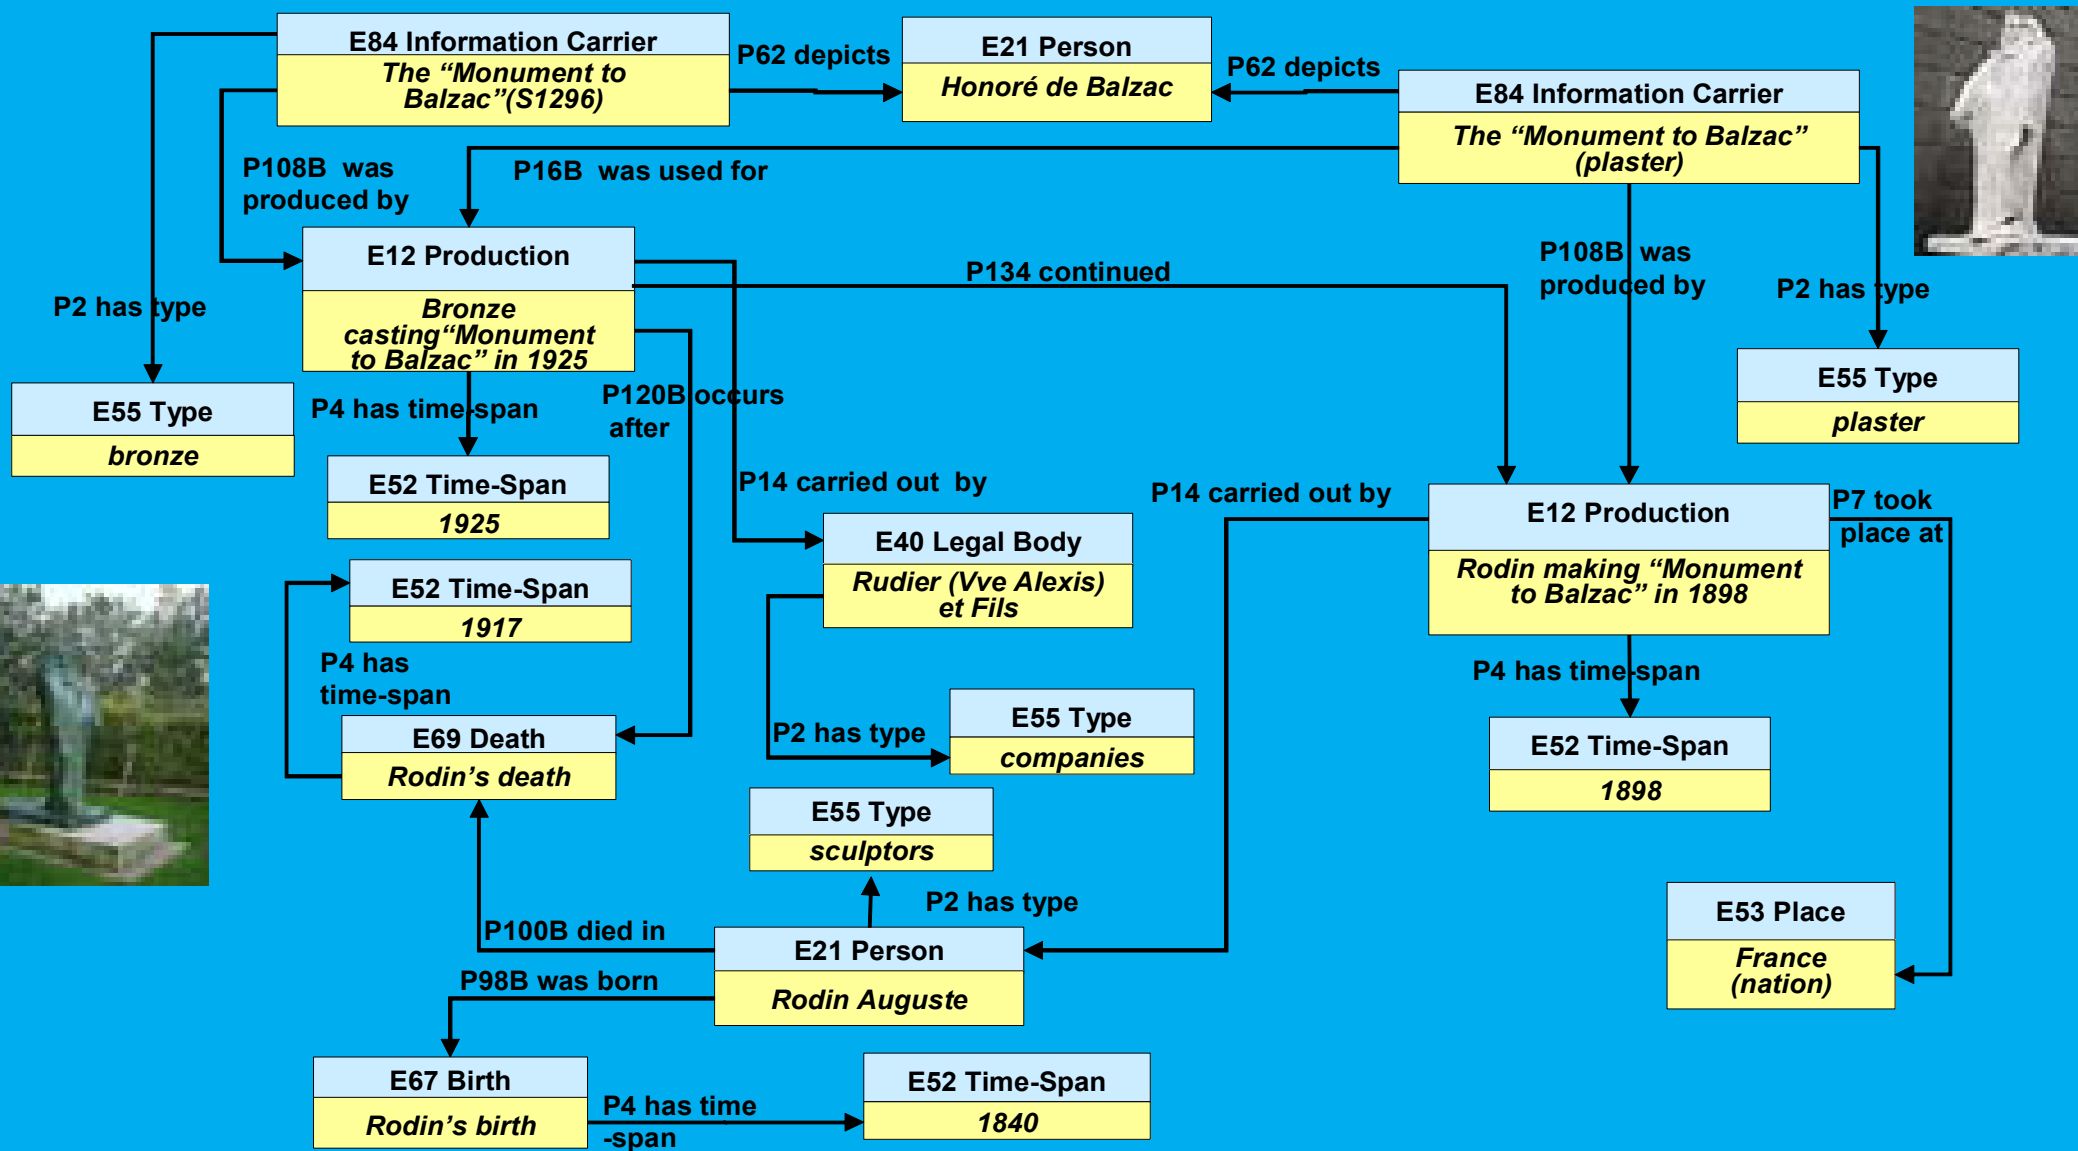 E84 Information Carrier
The “Monument to
Balzac”(S1296)
P62 depicts
E21 Person
Honoré de Balzac
P62 depicts
E84 Information Carrier
The “Monument to Balzac”
(plaster)
P108B  was
produced by
P16B  was used for
E12 Production
Bronze
casting“Monument
to Balzac” in 1925
P134 continued
P108B  was
produced by
P2 has type
P2 has type
E55 Type
bronze
P4 has time-span
P120B occurs
after
E55 Type
plaster
E52 Time-Span
1925
P14 carried out  by
P14 carried out by
E12 Production
Rodin making “Monument
to Balzac” in 1898
P7 took
place at
E40 Legal Body
Rudier (Vve Alexis)
et Fils
E52 Time-Span
1917
P4 has
time-span
P4 has time-span
E69 Death
Rodin’s death
P2 has type
E55 Type
companies
E52 Time-Span
1898
E55 Type
sculptors
P2 has type
P100B died in
E21 Person
Rodin Auguste
E53 Place
France
(nation)
P98B was born
E67 Birth
Rodin’s birth
P4 has time
-span
E52 Time-Span
1840